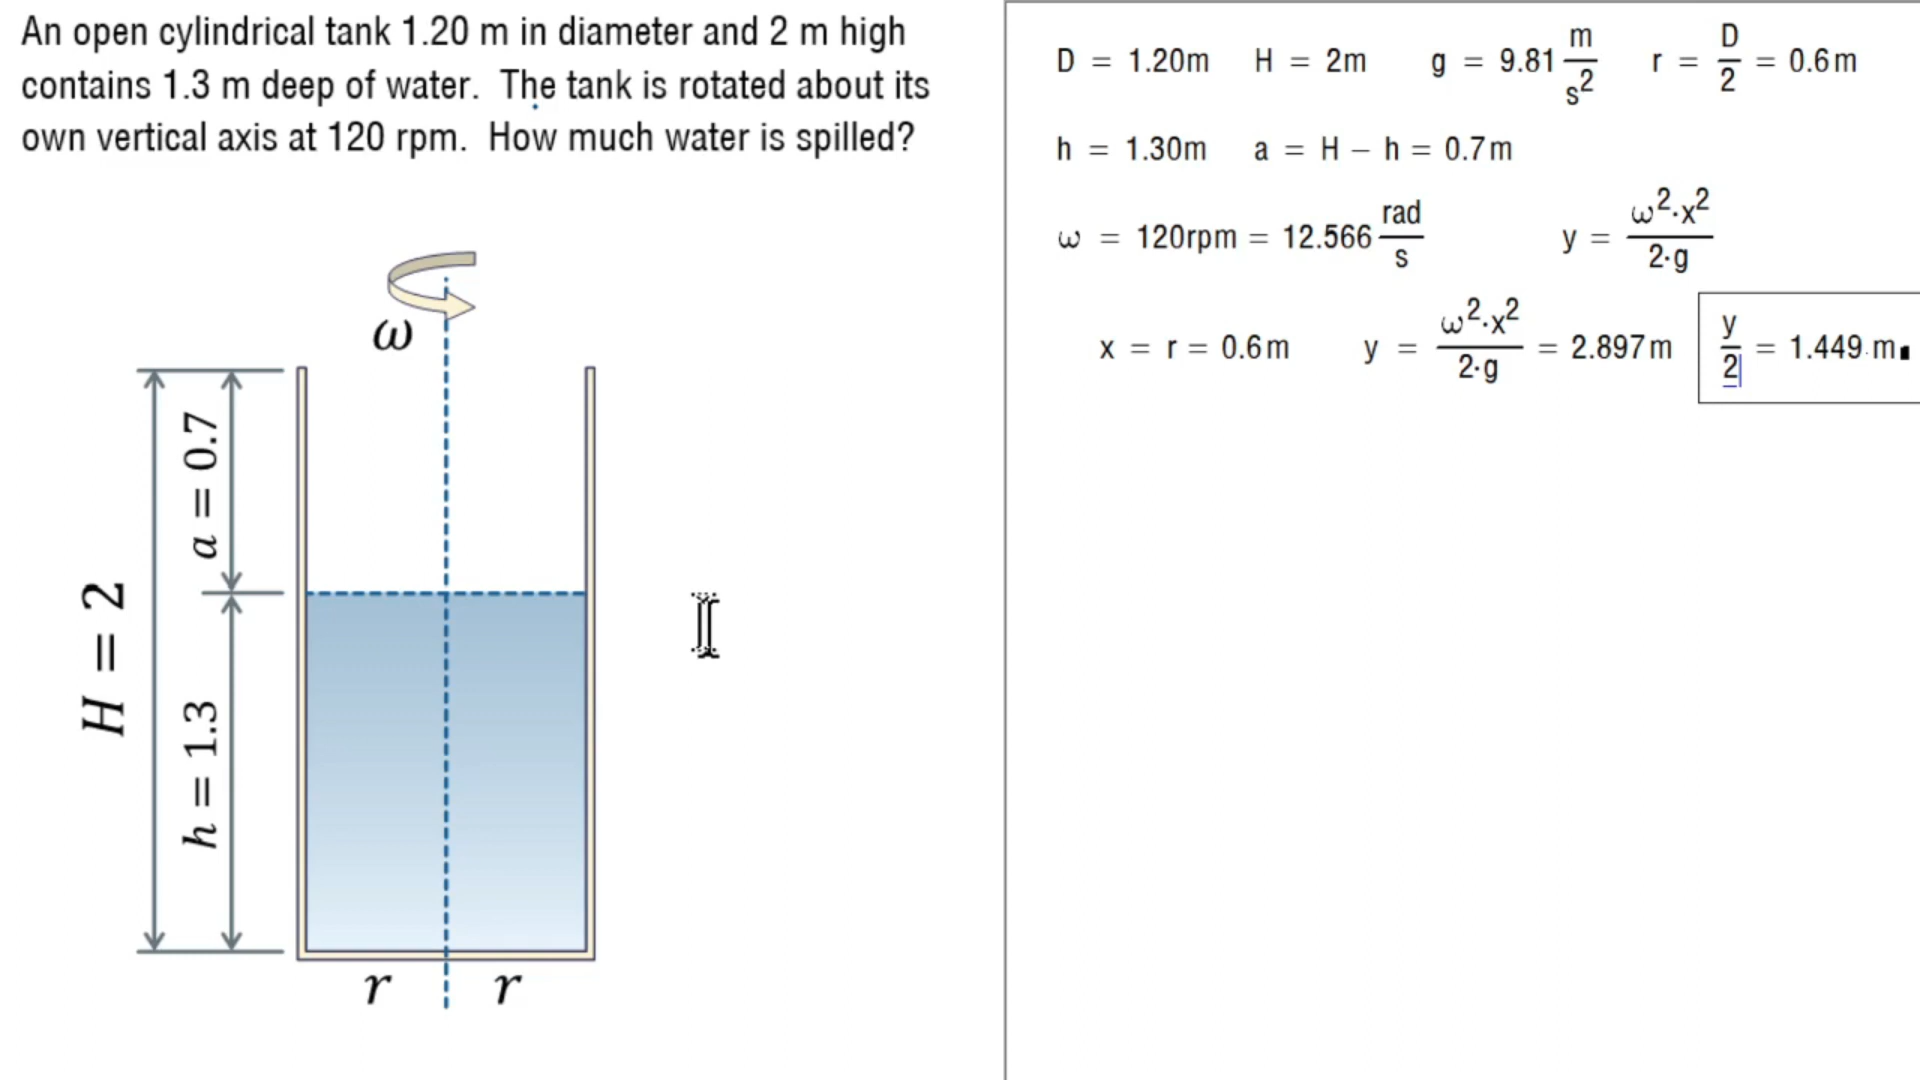 An open cylindrical tank 1.20 m in diameter and 2 m high
contains 1.3 m deep of water. The tank is rotated about its
own vertical axis at 120 rpm. How much water is spilled?
D = 1.20m H = 2m g = 9.81 m/s² r = D/2 = 0.6m
h = 1.30m a = H − h = 0.7m
ω = 120rpm = 12.566 rad/s y = ω²·x²/2·g
x = r = 0.6m y = ω²·x²/2·g = 2.897m y/2 = 1.449 m
ω
H = 2
a = 0.7
h = 1.3
r r